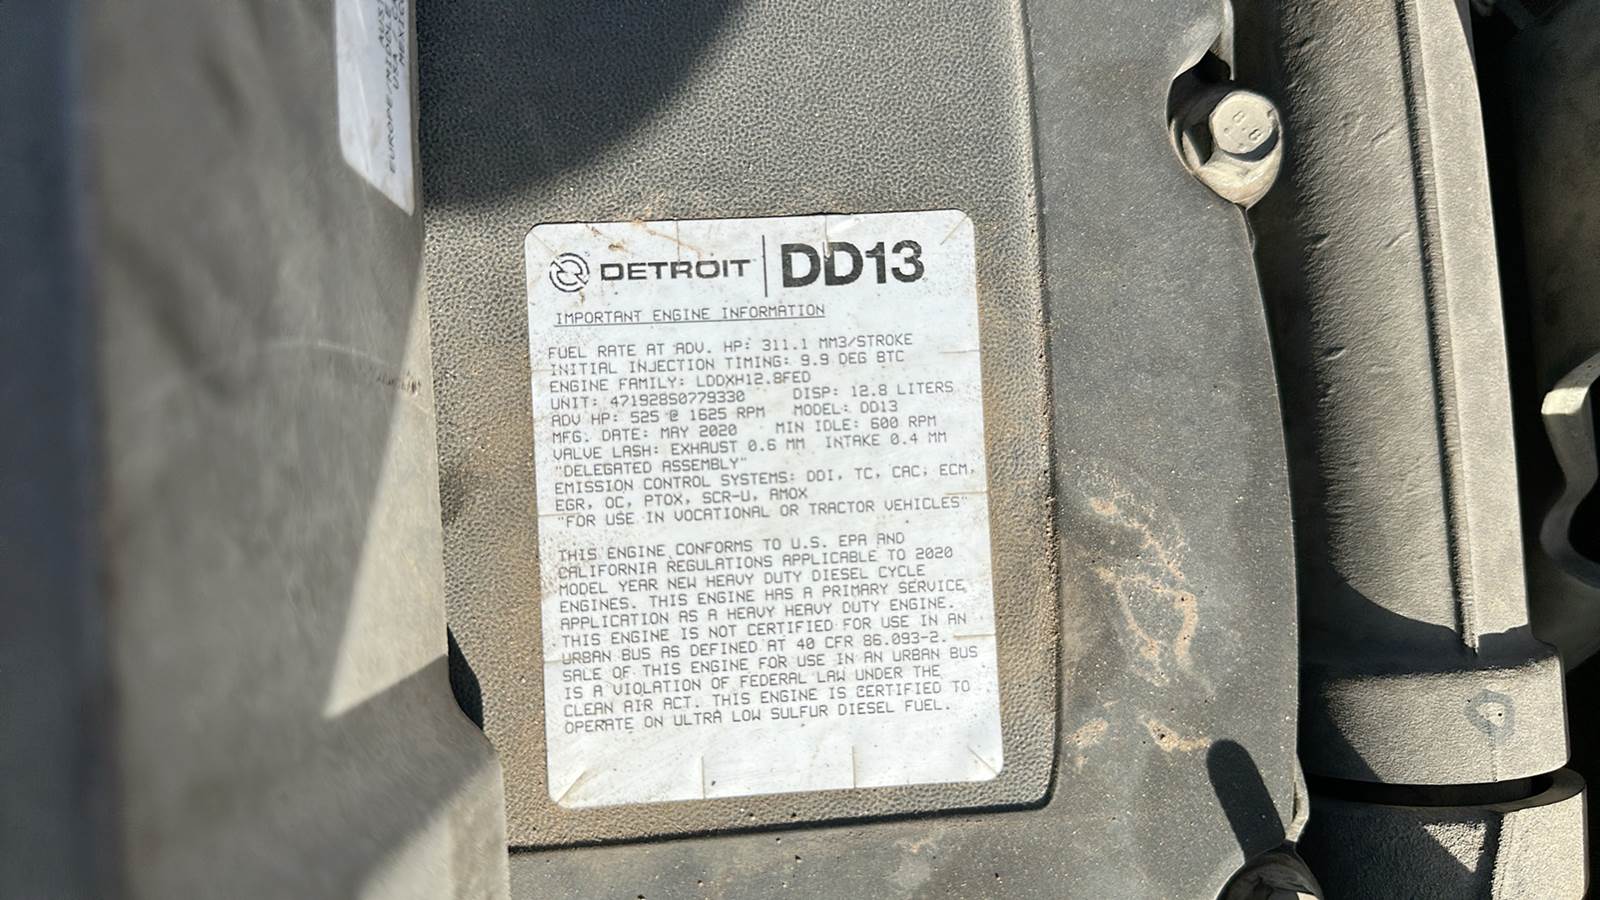 AUST
EUROPE/MIDDLE
USA / C
MEXICO
DETROIT DD13
IMPORTANT ENGINE INFORMATION
FUEL RATE AT ADV. HP: 311.1 MM3/STROKE
INITIAL INJECTION TIMING: 9.9 DEG BTC
ENGINE FAMILY: LDDXH12.8FED
UNIT: 471928S0779330 DISP: 12.8 LITERS
ADV HP: 525 @ 1625 RPM MODEL: DD13
MFG. DATE: MAY 2020 MIN IDLE: 600 RPM
VALVE LASH: EXHAUST 0.6 MM INTAKE 0.4 MM
"DELEGATED ASSEMBLY"
EMISSION CONTROL SYSTEMS: DDI, TC, CAC, ECM,
EGR, OC, PTOX, SCR-U, AMOX
"FOR USE IN VOCATIONAL OR TRACTOR VEHICLES"
THIS ENGINE CONFORMS TO U.S. EPA AND
CALIFORNIA REGULATIONS APPLICABLE TO 2020
MODEL YEAR NEW HEAVY DUTY DIESEL CYCLE
ENGINES. THIS ENGINE HAS A PRIMARY SERVICE
APPLICATION AS A HEAVY HEAVY DUTY ENGINE.
THIS ENGINE IS NOT CERTIFIED FOR USE IN AN
URBAN BUS AS DEFINED AT 40 CFR 86.093-2.
SALE OF THIS ENGINE FOR USE IN AN URBAN BUS
IS A VIOLATION OF FEDERAL LAW UNDER THE
CLEAN AIR ACT. THIS ENGINE IS CERTIFIED TO
OPERATE ON ULTRA LOW SULFUR DIESEL FUEL.
8.8